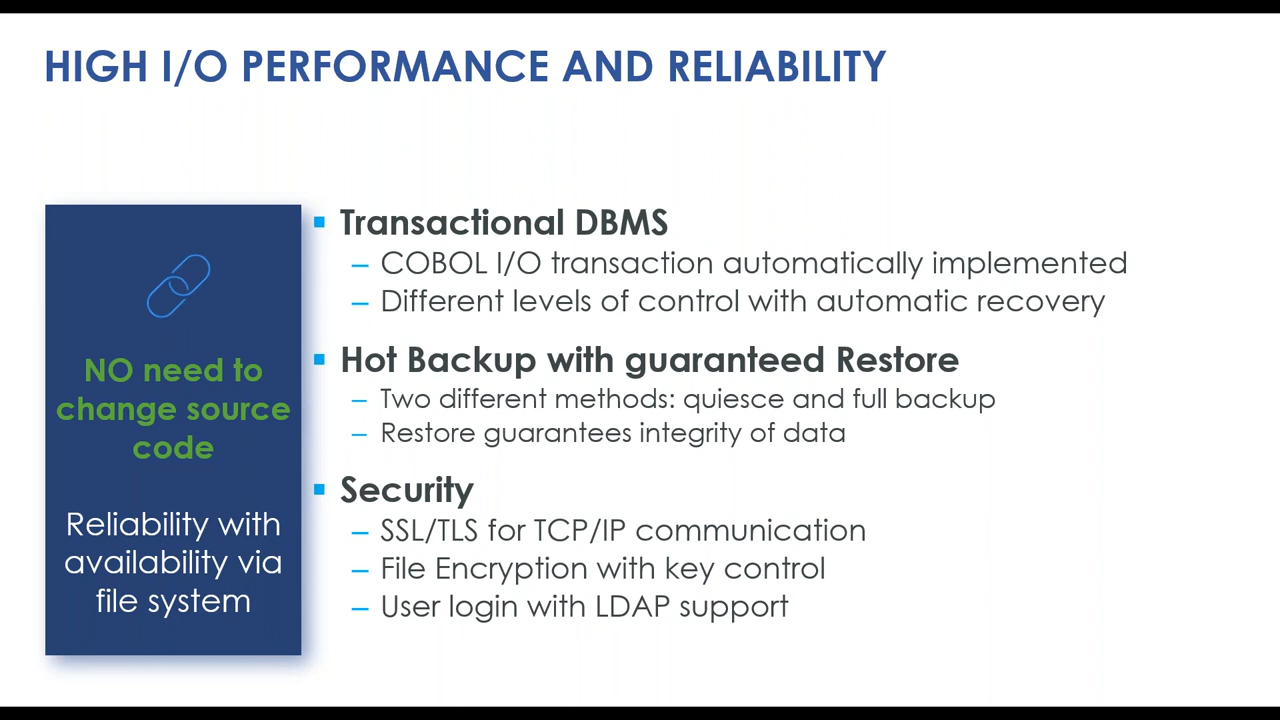 HIGH I/O PERFORMANCE AND RELIABILITY
NO need to
change source
code
Reliability with
availability via
file system
▪ Transactional DBMS
– COBOL I/O transaction automatically implemented
– Different levels of control with automatic recovery
▪ Hot Backup with guaranteed Restore
– Two different methods: quiesce and full backup
– Restore guarantees integrity of data
▪ Security
– SSL/TLS for TCP/IP communication
– File Encryption with key control
– User login with LDAP support